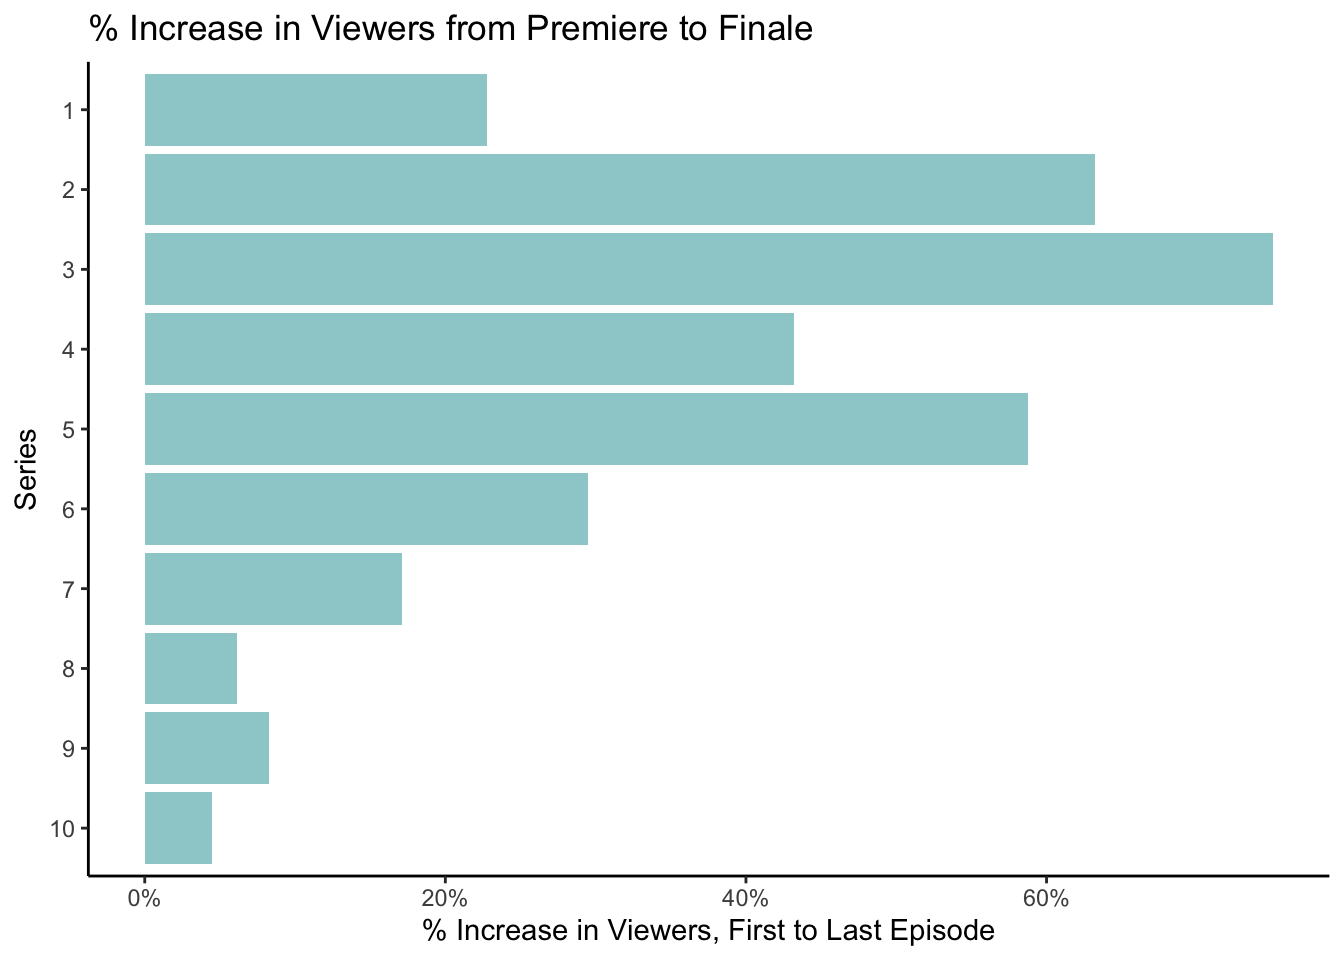 % Increase in Viewers from Premiere to Finale
1
2
3
4
5
6
7
8
9
10
Series
0% 20% 40% 60%
% Increase in Viewers, First to Last Episode